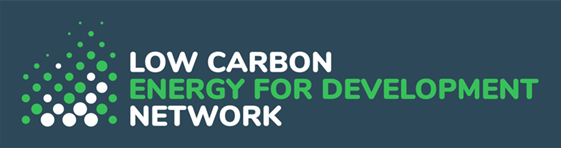 LOW CARBON
ENERGY FOR DEVELOPMENT
NETWORK